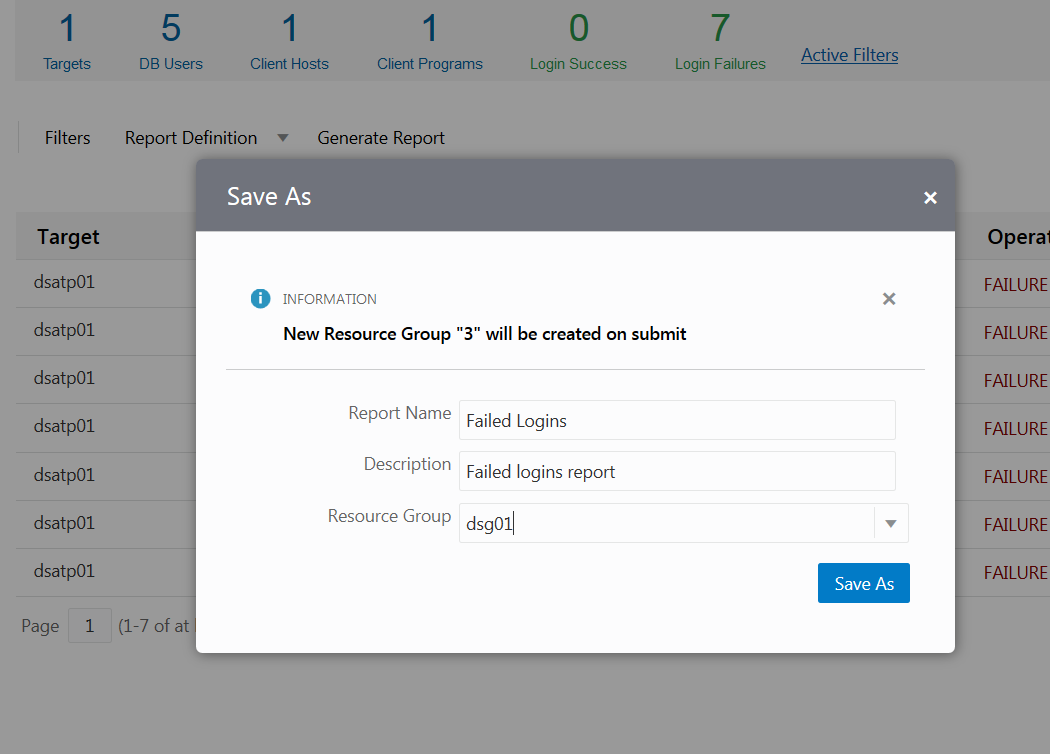 1 5 1 1 0 7
Targets DB Users Client Hosts Client Programs Login Success Login Failures Active Filters
Filters Report Definition Generate Report
Save As
Target Operat
INFORMATION
dsatp01 FAILURE
New Resource Group "3" will be created on submit
dsatp01 FAILURE
dsatp01 FAILURE
Report Name Failed Logins
dsatp01 FAILURE
Description Failed logins report
dsatp01 FAILURE
Resource Group dsg01
dsatp01 FAILURE
dsatp01 FAILURE
Save As
Page 1 (1-7 of at